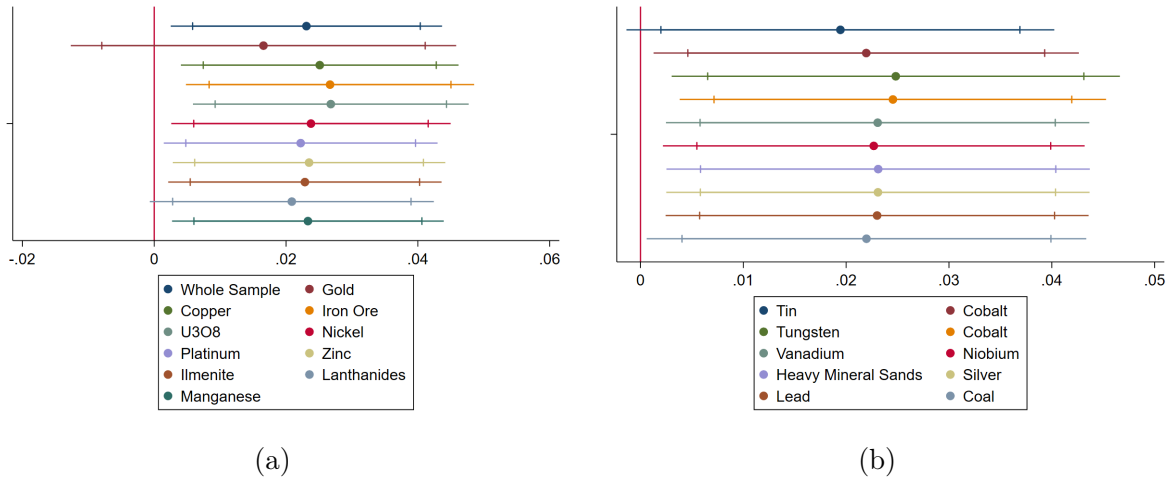 -.02 0 .02 .04 .06
Whole Sample Gold
Copper Iron Ore
U3O8 Nickel
Platinum Zinc
Ilmenite Lanthanides
Manganese
(a)
0 .01 .02 .03 .04 .05
Tin Cobalt
Tungsten Cobalt
Vanadium Niobium
Heavy Mineral Sands Silver
Lead Coal
(b)